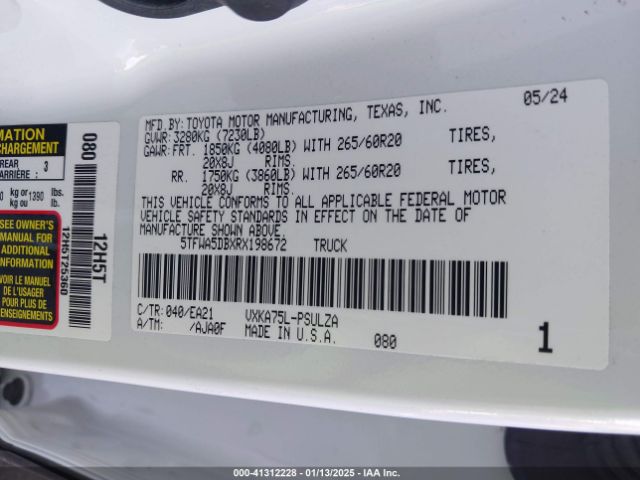 MFD.BY: TOYOTA MOTOR MANUFACTURING, TEXAS, INC. 05/24
GVWR: 3280KG (7230LB)
GAWR: FRT. 1850KG (4080LB) WITH 265/60R20 TIRES,
20X8J RIMS,
RR. 1750KG (3860LB) WITH 265/60R20 TIRES,
20X8J RIMS.
THIS VEHICLE CONFORMS TO ALL APPLICABLE FEDERAL MOTOR
VEHICLE SAFETY STANDARDS IN EFFECT ON THE DATE OF
MANUFACTURE SHOWN ABOVE.
5TFWA5DBXRX198672 TRUCK
C/TR: 040/EA21 VXKA75L-PSULZA
A/TM: /AJA0F MADE IN U.S.A. 080 1
MATION
CHARGEMENT
REAR
ARRIÈRE : 3
0 kg or 1390 lbs.
kg ou lb.
SEE OWNER'S
MANUAL FOR
ADDITIONAL
INFORMATION
VOIR LE MANUEL
DE L'USAGER
POUR PLUS DE
RENSEIGNEMENTS
080
12H5T
12H5T25360
000-41312228 - 01/13/2025 - IAA Inc.